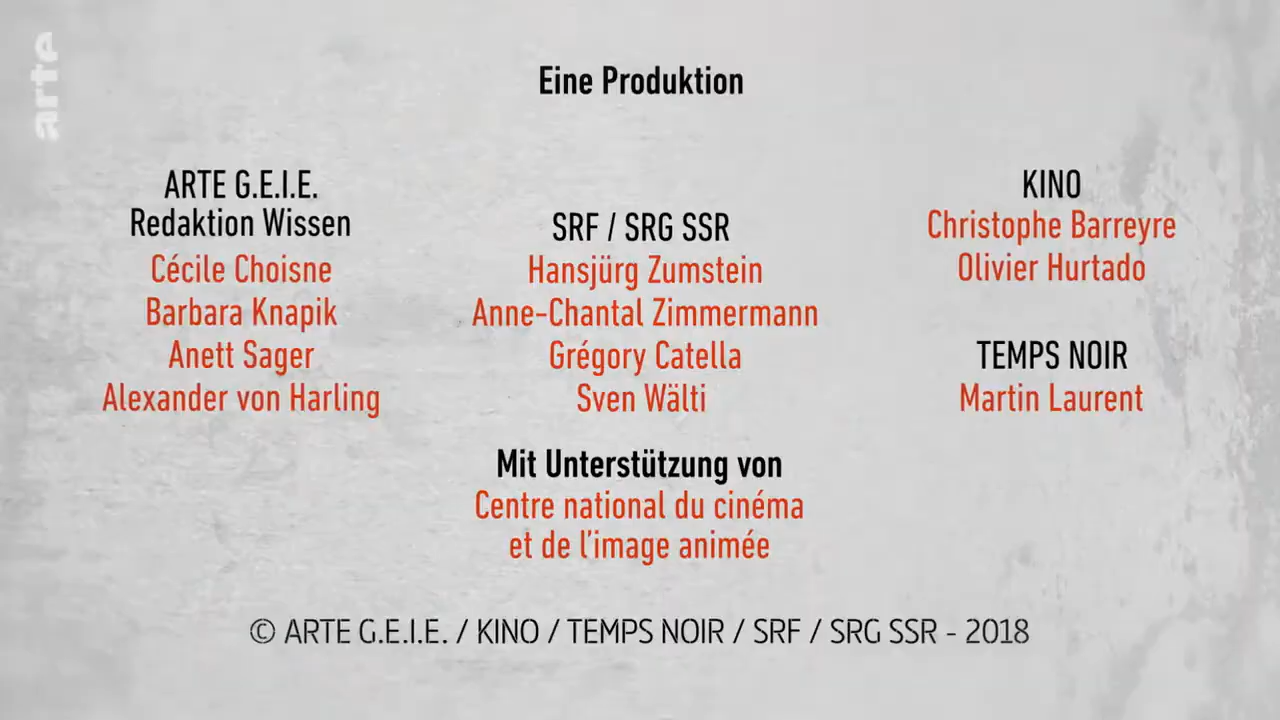 arte
Eine Produktion
ARTE G.E.I.E.
Redaktion Wissen
Cécile Choisne
Barbara Knapik
Anett Sager
Alexander von Harling
SRF / SRG SSR
Hansjürg Zumstein
Anne-Chantal Zimmermann
Grégory Catella
Sven Wälti
KINO
Christophe Barreyre
Olivier Hurtado
TEMPS NOIR
Martin Laurent
Mit Unterstützung von
Centre national du cinéma
et de l'image animée
© ARTE G.E.I.E. / KINO / TEMPS NOIR / SRF / SRG SSR - 2018